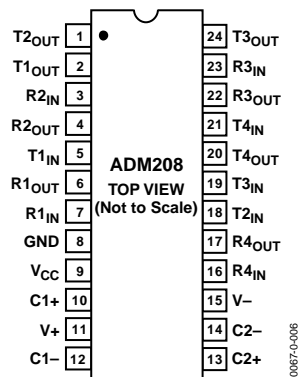 T2OUT 1 24 T3OUT
T1OUT 2 23 R3IN
R2IN 3 22 R3OUT
R2OUT 4 21 T4IN
T1IN 5 20 T4OUT
ADM208
R1OUT 6 19 T3IN
TOP VIEW
R1IN 7 18 T2IN
(Not to Scale)
GND 8 17 R4OUT
VCC 9 16 R4IN
C1+ 10 15 V–
V+ 11 14 C2–
C1– 12 13 C2+
0067-0-006